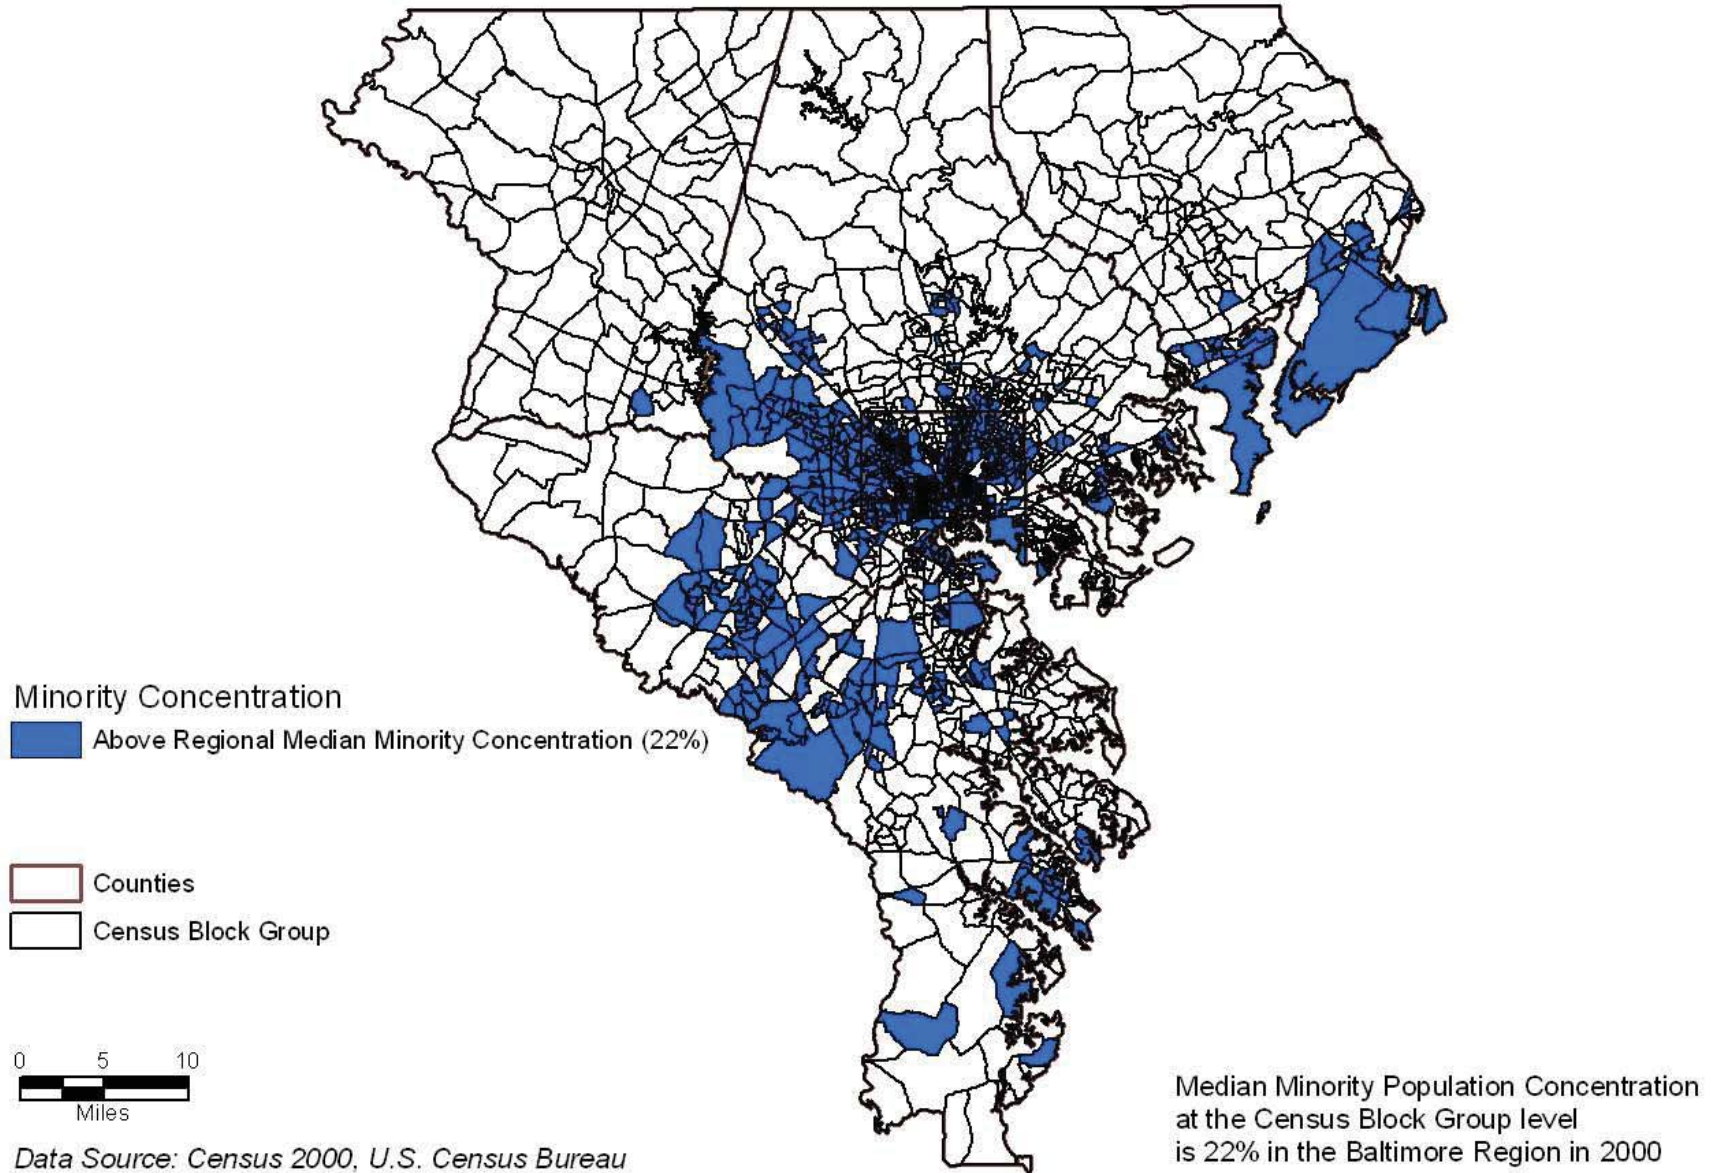 Minority Concentration
Above Regional Median Minority Concentration (22%)
Counties
Census Block Group
0 5 10
Miles
Data Source: Census 2000, U.S. Census Bureau
Median Minority Population Concentration
at the Census Block Group level
is 22% in the Baltimore Region in 2000